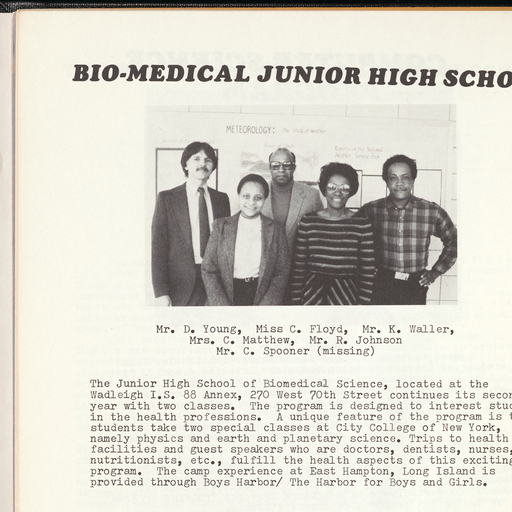 BIO-MEDICAL JUNIOR HIGH SCHO
METEOROLOGY: The study of weather
Mr. D. Young, Miss C. Floyd, Mr. K. Waller,
Mrs. C. Matthew, Mr. R. Johnson
Mr. C. Spooner (missing)
The Junior High School of Biomedical Science, located at the
Wadleigh I.S. 88 Annex, 270 West 70th Street continues its secon
year with two classes. The program is designed to interest stud
in the health professions. A unique feature of the program is t
students take two special classes at City College of New York,
namely physics and earth and planetary science. Trips to health
facilities and guest speakers who are doctors, dentists, nurses,
nutritionists, etc., fulfill the health aspects of this exciting
program. The camp experience at East Hampton, Long Island is
provided through Boys Harbor/ The Harbor for Boys and Girls.